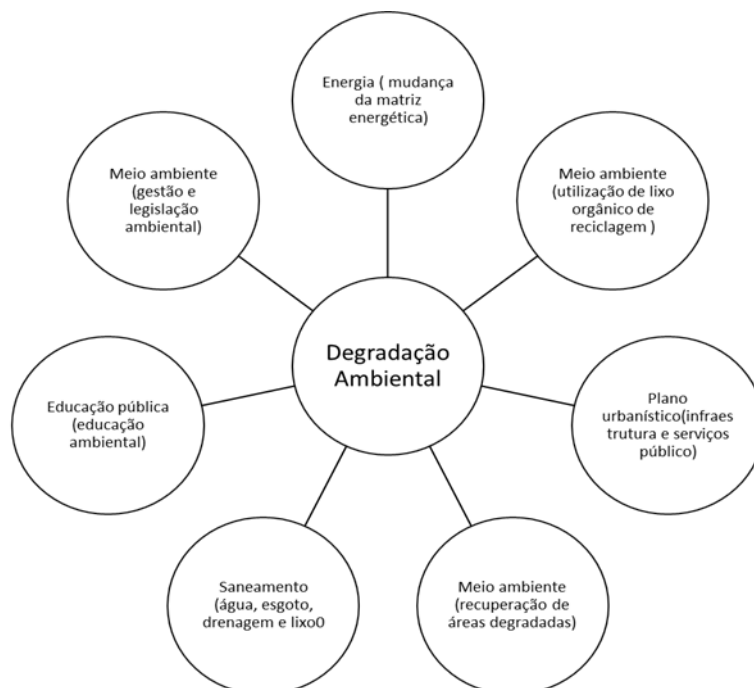 Energia ( mudança
da matriz
energética)
Meio ambiente
(gestão e
legislação
ambiental)
Meio ambiente
(utilização de lixo
orgânico de
reciclagem )
Degradação
Ambiental
Educação pública
(educação
ambiental)
Plano
urbanístico(infraes
trutura e serviços
público)
Saneamento
(água, esgoto,
drenagem e lixo0
Meio ambiente
(recuperação de
áreas degradadas)